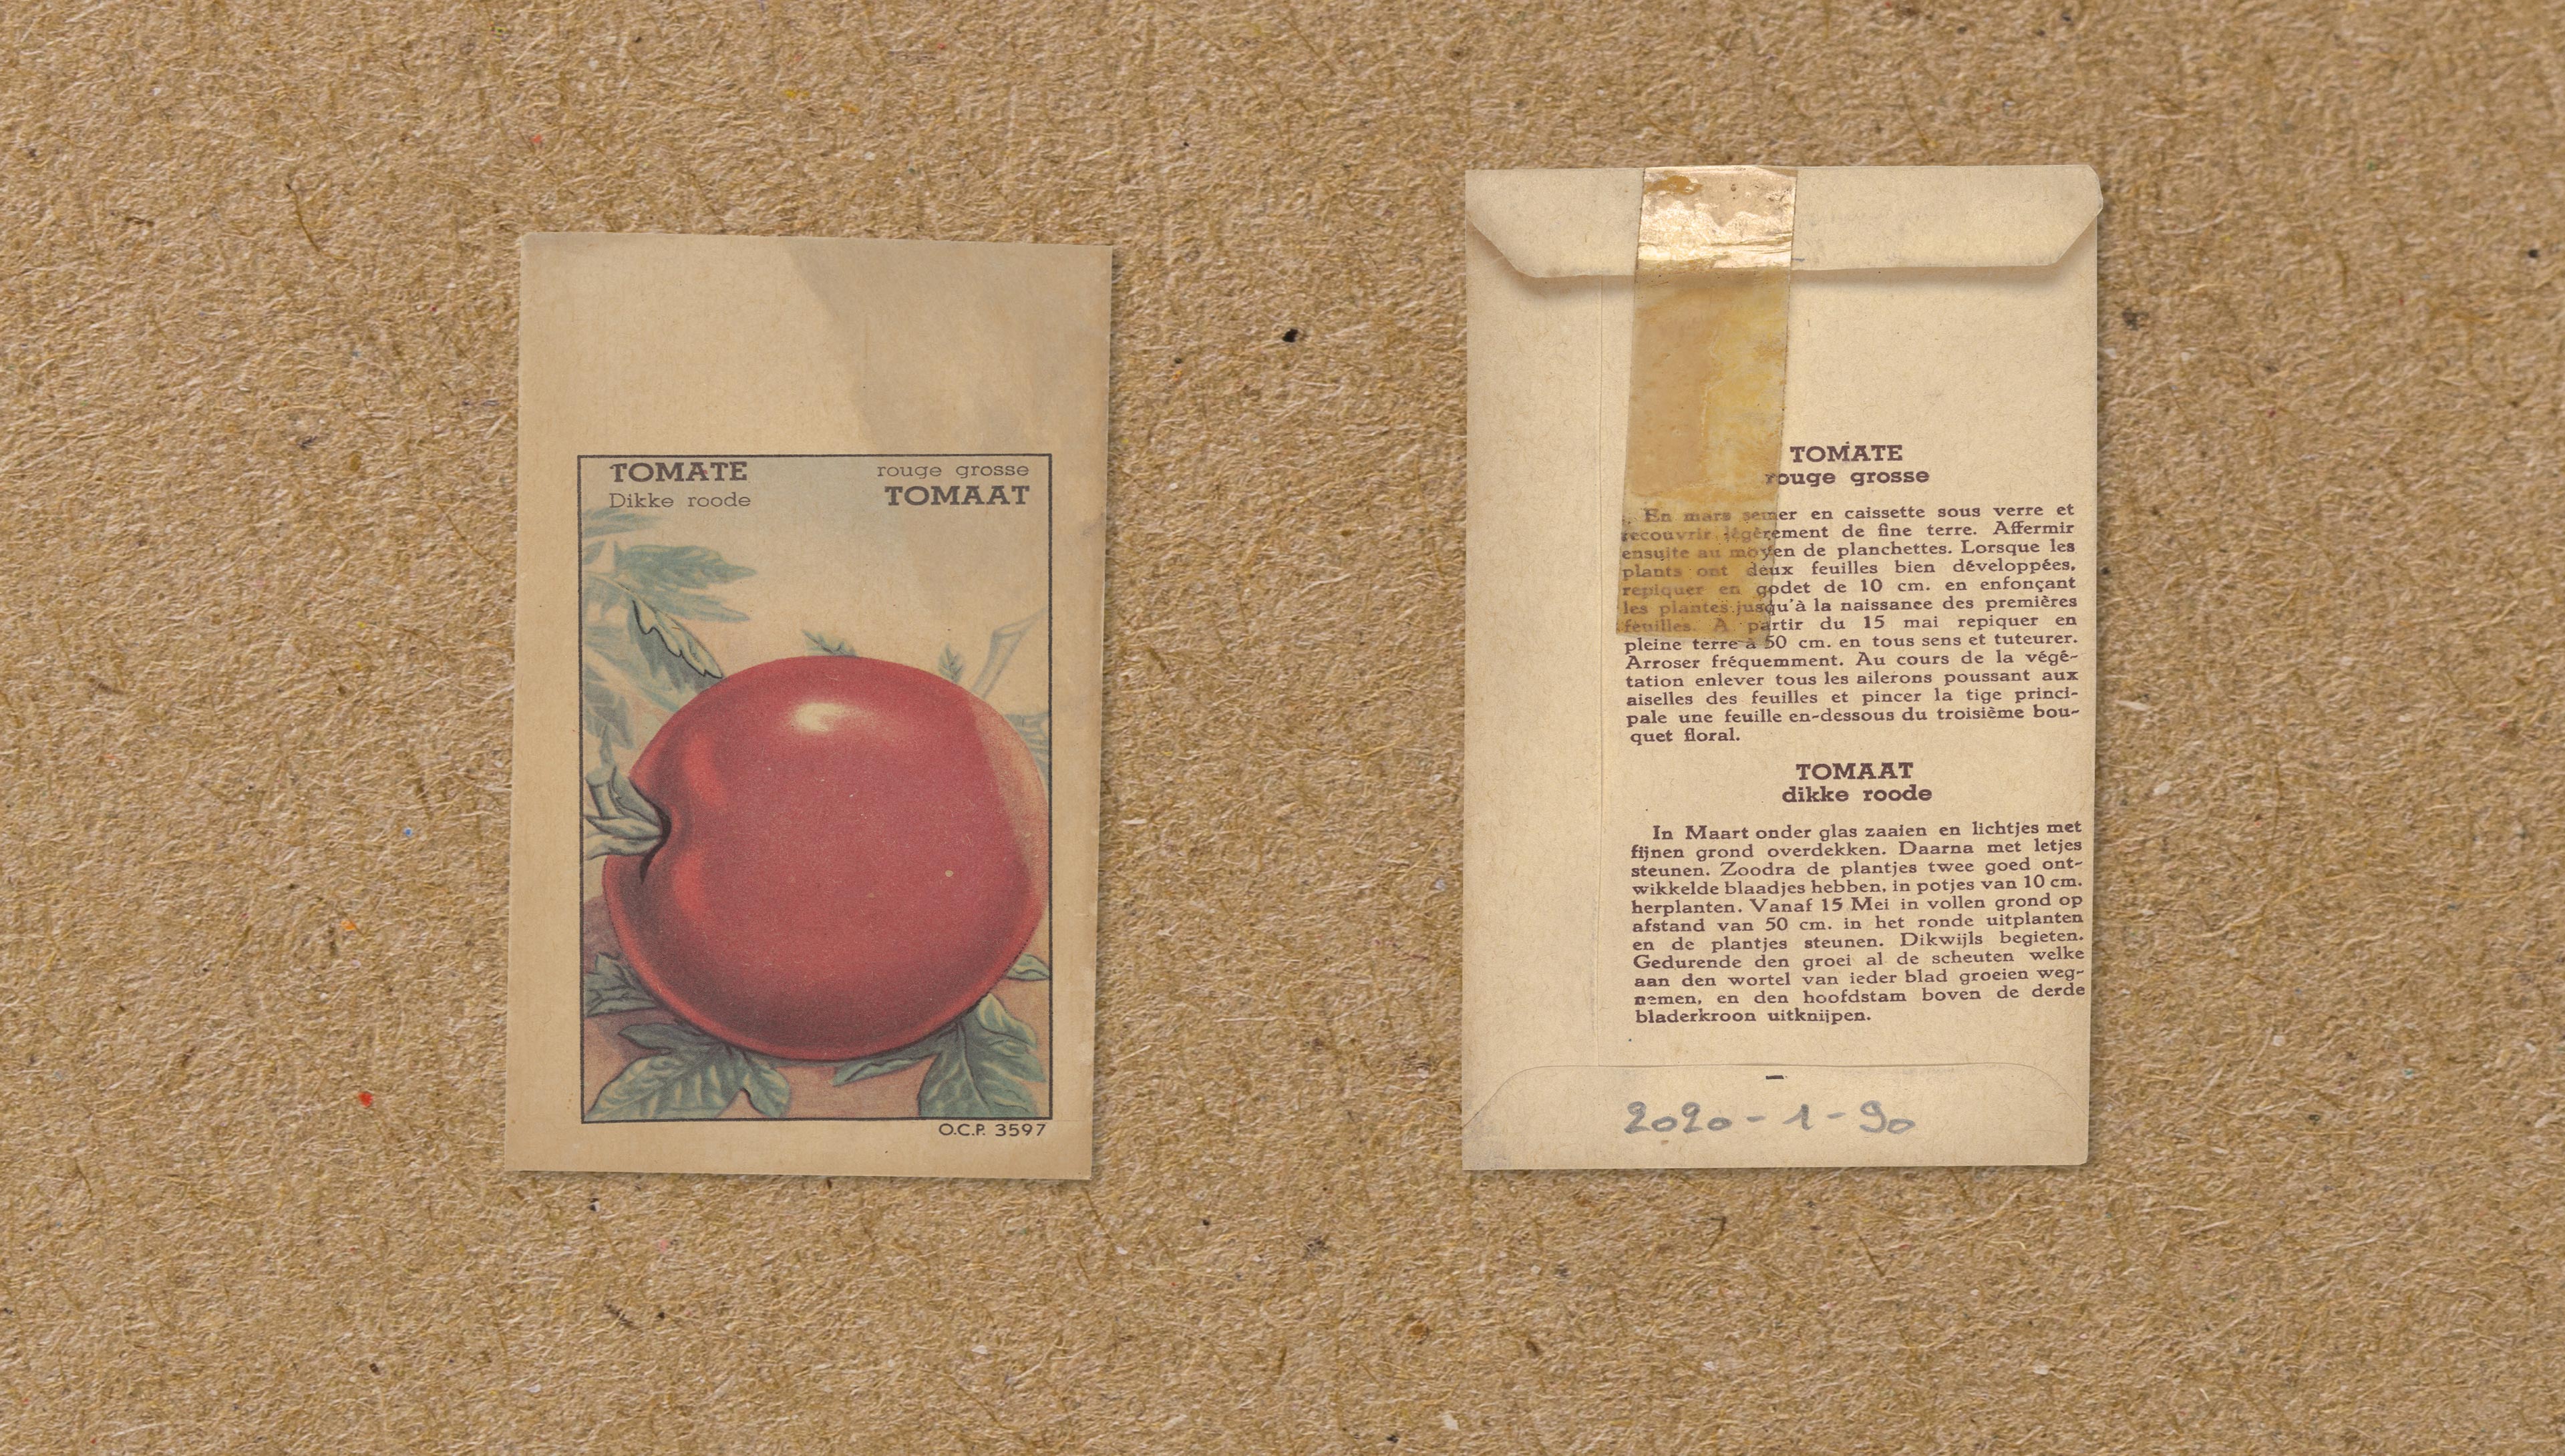 TOMATE rouge grosse
Dikke roode TOMAAT
O.C.P. 3597
TOMATE
rouge grosse
En mars semer en caissette sous verre et
recouvrir légèrement de fine terre. Affermir
ensuite au moyen de planchettes. Lorsque les
plants ont deux feuilles bien développées,
repiquer en godet de 10 cm. en enfonçant
les plantes jusqu'à la naissance des premières
feuilles. A partir du 15 mai repiquer en
pleine terre à 50 cm. en tous sens et tuteurer.
Arroser fréquemment. Au cours de la végé-
tation enlever tous les ailerons poussant aux
aiselles des feuilles et pincer la tige princi-
pale une feuille en-dessous du troisième bou-
quet floral.
TOMAAT
dikke roode
In Maart onder glas zaaien en lichtjes met
fijnen grond overdekken. Daarna met letjes
steunen. Zoodra de plantjes twee goed ont-
wikkelde blaadjes hebben, in potjes van 10 cm.
herplanten. Vanaf 15 Mei in vollen grond op
afstand van 50 cm. in het ronde uitplanten
en de plantjes steunen. Dikwijls begieten.
Gedurende den groei al de scheuten welke
aan den wortel van ieder blad groeien weg-
nemen, en den hoofdstam boven de derde
bladerkroon uitknijpen.
2020-1-90